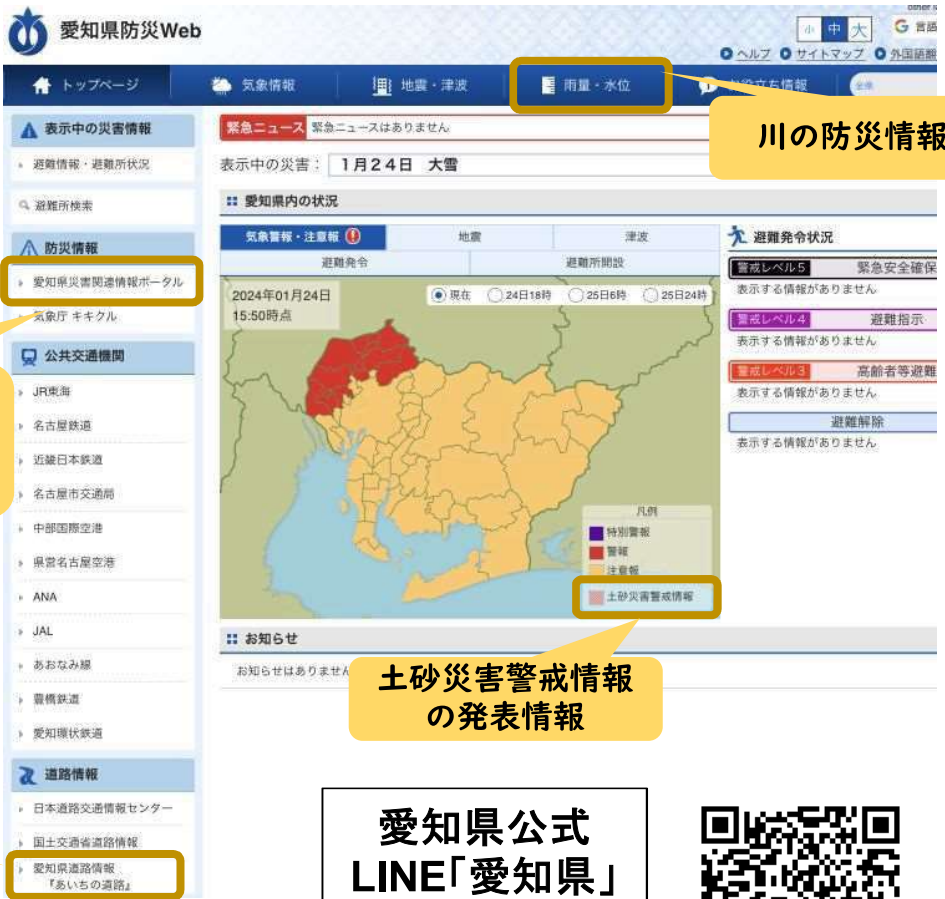 愛知県防災Web
小 中 大
ヘルプ サイトマップ 外国語
トップページ 気象情報 地震・津波 雨量・水位 お役立ち情報
川の防災情報
表示中の災害情報
避難情報・避難所状況
避難所検索
防災情報
愛知県災害関連情報ポータル
気象庁 キキクル
公共交通機関
JR東海
名古屋鉄道
近畿日本鉄道
名古屋市交通局
中部国際空港
県営名古屋空港
ANA
JAL
あおなみ線
豊橋鉄道
愛知環状鉄道
道路情報
日本道路交通情報センター
国土交通省道路情報
愛知県道路情報
『あいちの道路』
緊急ニュース 緊急ニュースはありません
表示中の災害： 1月24日 大雪
愛知県内の状況
気象警報・注意報 地震 津波
避難発令 避難所開設
2024年01月24日
15:50時点
現在 24日18時 25日6時 25日24時
凡例
特別警報
警報
注意報
土砂災害警戒情報
避難発令状況
警戒レベル5 緊急安全確保
表示する情報がありません
警戒レベル4 避難指示
表示する情報がありません
警戒レベル3 高齢者等避難
表示する情報がありません
避難解除
表示する情報がありません
お知らせ
お知らせはありません
土砂災害警戒情報
の発表情報
愛知県公式
LINE「愛知県」